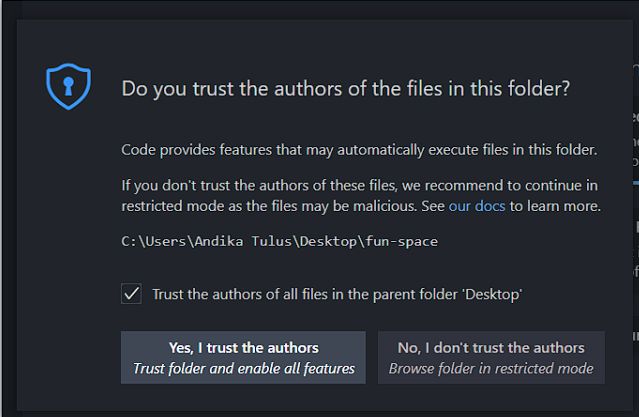 Do you trust the authors of the files in this folder?
Code provides features that may automatically execute files in this folder.
If you don't trust the authors of these files, we recommend to continue in
restricted mode as the files may be malicious. See our docs to learn more.
C:\Users\Andika Tulus\Desktop\fun-space
Trust the authors of all files in the parent folder 'Desktop'
Yes, I trust the authors
Trust folder and enable all features
No, I don't trust the authors
Browse folder in restricted mode